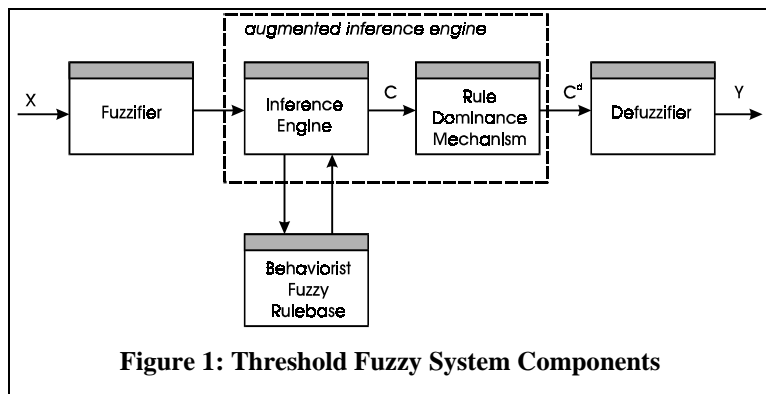 augmented inference engine
X
Fuzzifier
Inference
Engine
C
Rule
Dominance
Mechanism
Cᵈ
Defuzzifier
Y
Behaviorist
Fuzzy
Rulebase
Figure 1: Threshold Fuzzy System Components